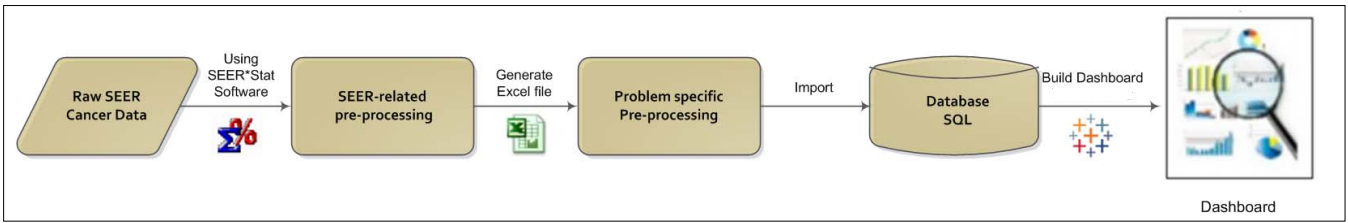 Raw SEER
Cancer Data
Using
SEER*Stat
Software
SEER-related
pre-processing
Generate
Excel file
Problem specific
Pre-processing
Import
Database
SQL
Build Dashboard
Dashboard